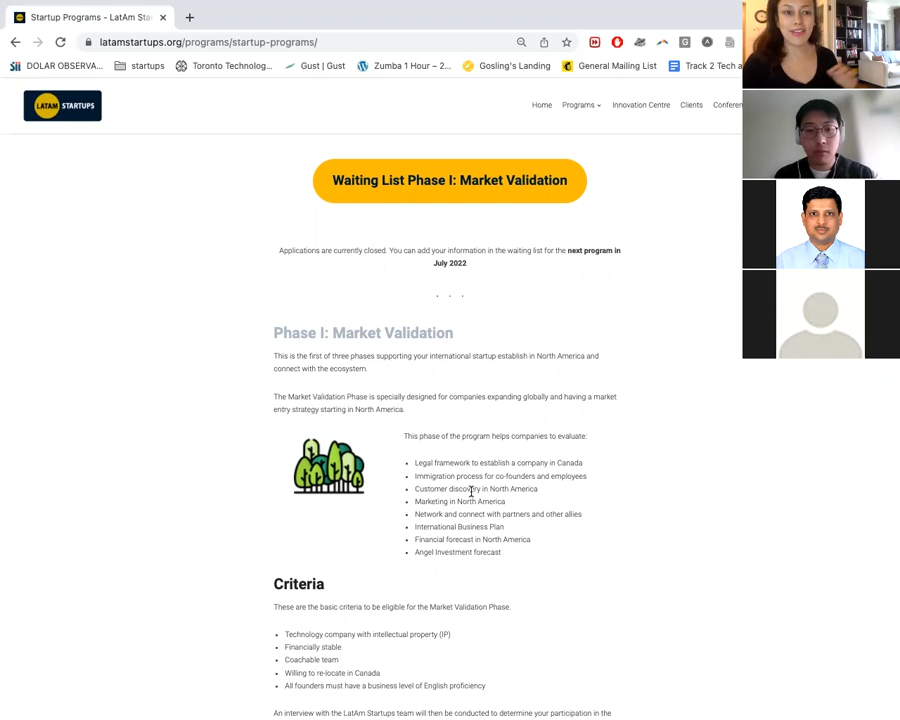 Startup Programs - LatAm Sta
latamstartups.org/programs/startup-programs/
DOLAR OBSERVA... startups Toronto Technolog... Gust | Gust Zumba 1 Hour – 2... Gosling's Landing General Mailing List Track 2 Tech a
LATAM STARTUPS
Home Programs Innovation Centre Clients Conferen
Waiting List Phase I: Market Validation
Applications are currently closed. You can add your information in the waiting list for the next program in
July 2022
. . .
Phase I: Market Validation
This is the first of three phases supporting your international startup establish in North America and
connect with the ecosystem.
The Market Validation Phase is specially designed for companies expanding globally and having a market
entry strategy starting in North America.
This phase of the program helps companies to evaluate:
• Legal framework to establish a company in Canada
• Immigration process for co-founders and employees
• Customer discovery in North America
• Marketing in North America
• Network and connect with partners and other allies
• International Business Plan
• Financial forecast in North America
• Angel Investment forecast
Criteria
These are the basic criteria to be eligible for the Market Validation Phase.
• Technology company with intellectual property (IP)
• Financially stable
• Coachable team
• Willing to re-locate in Canada
• All founders must have a business level of English proficiency
An interview with the LatAm Startups team will then be conducted to determine your participation in the